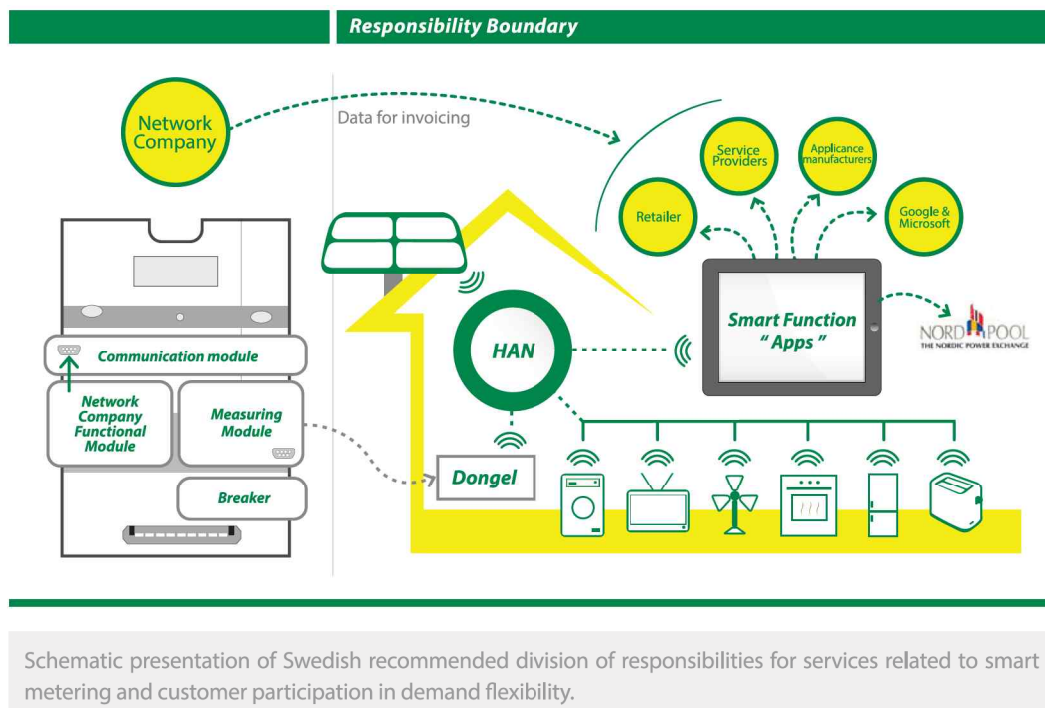 Responsibility Boundary
Network
Company
Data for invoicing
Service
Providers
Applicance
manufacturers
Retailer
Google &
Microsoft
Smart Function
“ Apps ”
NORD POOL
THE NORDIC POWER EXCHANGE
HAN
Communication module
Network
Company
Functional
Module
Measuring
Module
Breaker
Dongel
Schematic presentation of Swedish recommended division of responsibilities for services related to smart
metering and customer participation in demand flexibility.